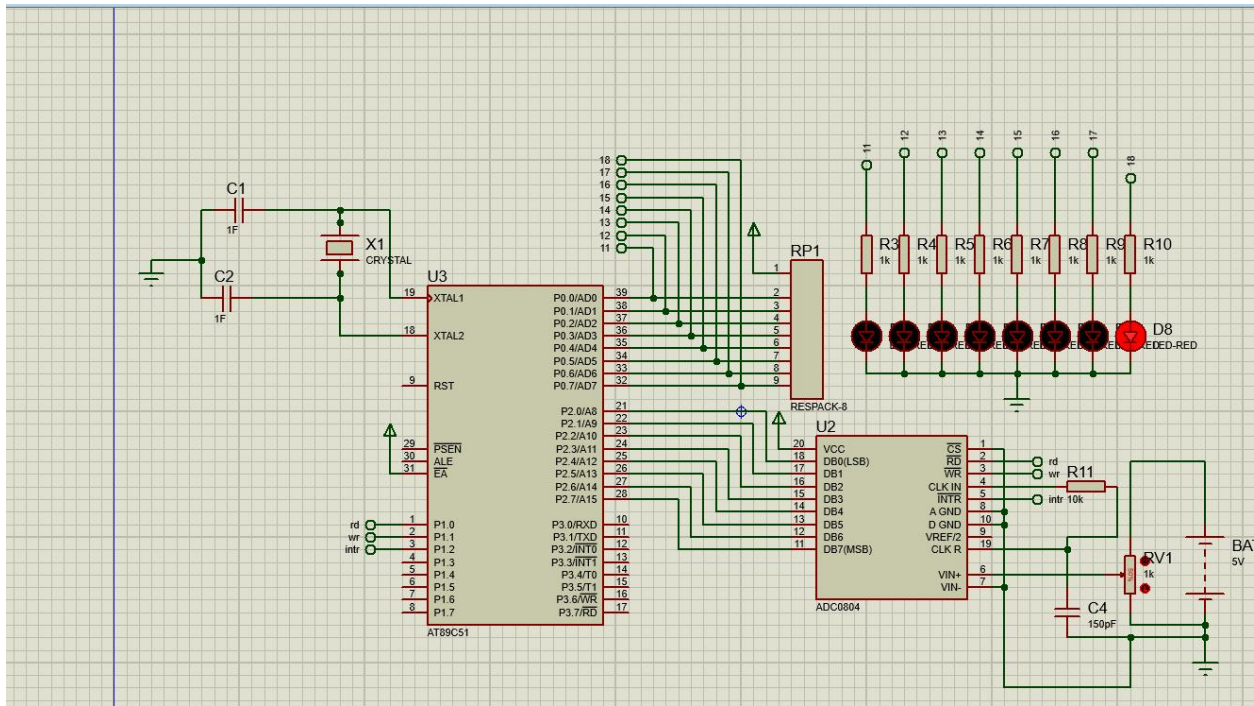 C1
1F
X1
CRYSTAL
C2
1F
18
17
16
15
14
13
12
11
U3
19 XTAL1
18 XTAL2
9 RST
29 PSEN
30 ALE
31 EA
rd 1 P1.0
wr 2 P1.1
intr 3 P1.2
4 P1.3
5 P1.4
6 P1.5
7 P1.6
8 P1.7
P0.0/AD0 39
P0.1/AD1 38
P0.2/AD2 37
P0.3/AD3 36
P0.4/AD4 35
P0.5/AD5 34
P0.6/AD6 33
P0.7/AD7 32
P2.0/A8 21
P2.1/A9 22
P2.2/A10 23
P2.3/A11 24
P2.4/A12 25
P2.5/A13 26
P2.6/A14 27
P2.7/A15 28
P3.0/RXD 10
P3.1/TXD 11
P3.2/INT0 12
P3.3/INT1 13
P3.4/T0 14
P3.5/T1 15
P3.6/WR 16
P3.7/RD 17
AT89C51
RP1
1
2
3
4
5
6
7
8
9
RESPACK-8
11 12 13 14 15 16 17 18
R3 R4 R5 R6 R7 R8 R9 R10
1k 1k 1k 1k 1k 1k 1k 1k
D8
LED-RED
U2
20 VCC
18 DB0(LSB)
17 DB1
16 DB2
15 DB3
14 DB4
13 DB5
12 DB6
11 DB7(MSB)
CS 1
RD 2 rd
WR 3 wr
CLK IN 4
INTR 5 intr
A GND 8
D GND 10
VREF/2 9
CLK R 19
VIN+ 6
VIN- 7
ADC0804
R11
10k
C4
150pF
RV1
1k
50%
BAT
5V